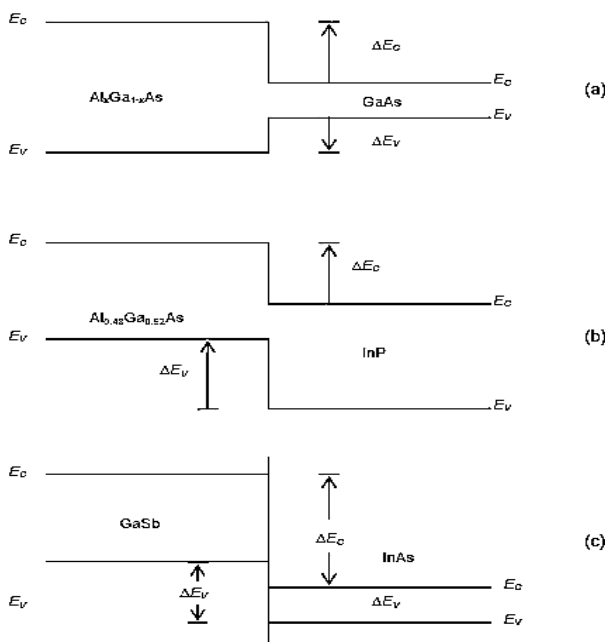 Ec
ΔEc
Ec
(a)
AlxGa1-xAs
GaAs
Ev
Ev
ΔEv
Ec
ΔEc
Ec
Al0.48Ga0.52As
Ev
(b)
InP
ΔEv
Ev
Ec
GaSb
ΔEc
InAs
(c)
Ec
ΔEv
ΔEv
Ev
Ev